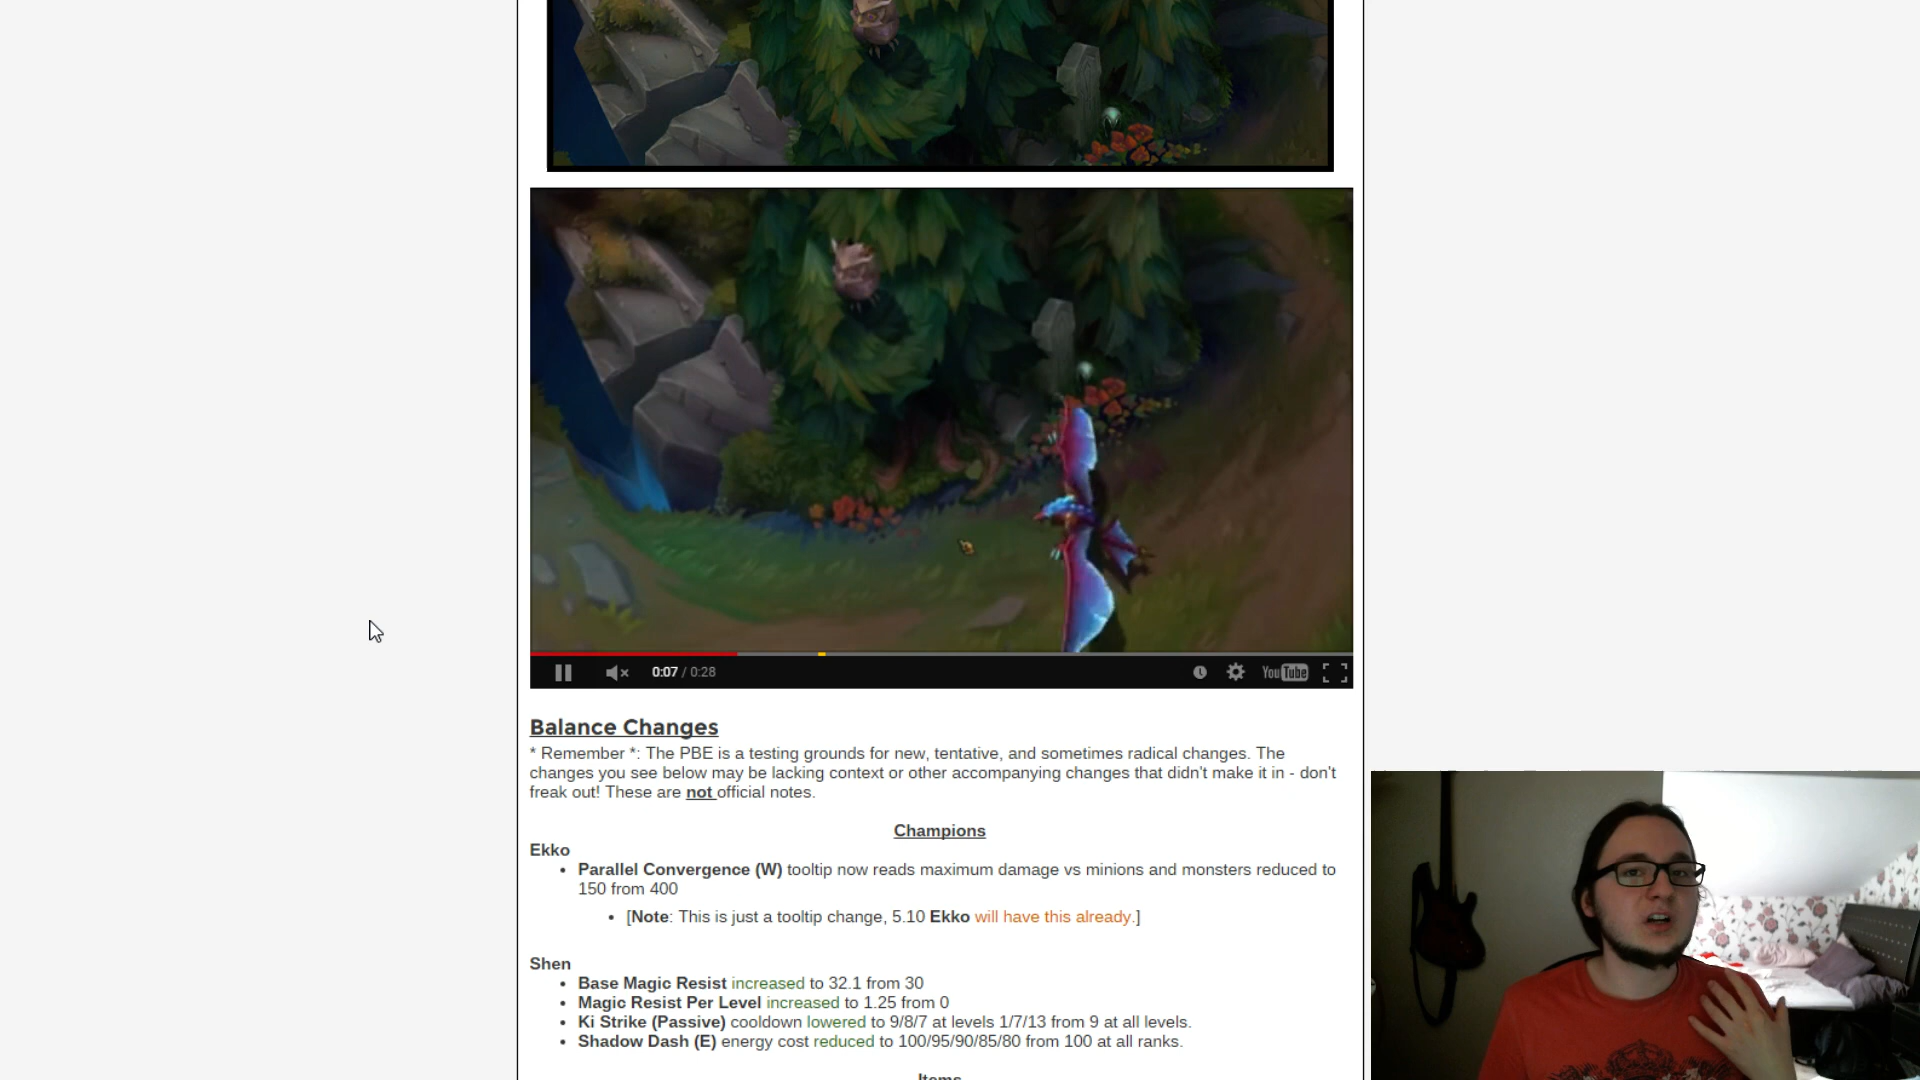 0:07 / 0:28
YouTube
Balance Changes
* Remember *: The PBE is a testing grounds for new, tentative, and sometimes radical changes. The
changes you see below may be lacking context or other accompanying changes that didn't make it in - don't
freak out! These are not official notes.
Champions
Ekko
• Parallel Convergence (W) tooltip now reads maximum damage vs minions and monsters reduced to
150 from 400
• [Note: This is just a tooltip change, 5.10 Ekko will have this already.]
Shen
• Base Magic Resist increased to 32.1 from 30
• Magic Resist Per Level increased to 1.25 from 0
• Ki Strike (Passive) cooldown lowered to 9/8/7 at levels 1/7/13 from 9 at all levels.
• Shadow Dash (E) energy cost reduced to 100/95/90/85/80 from 100 at all ranks.
Items